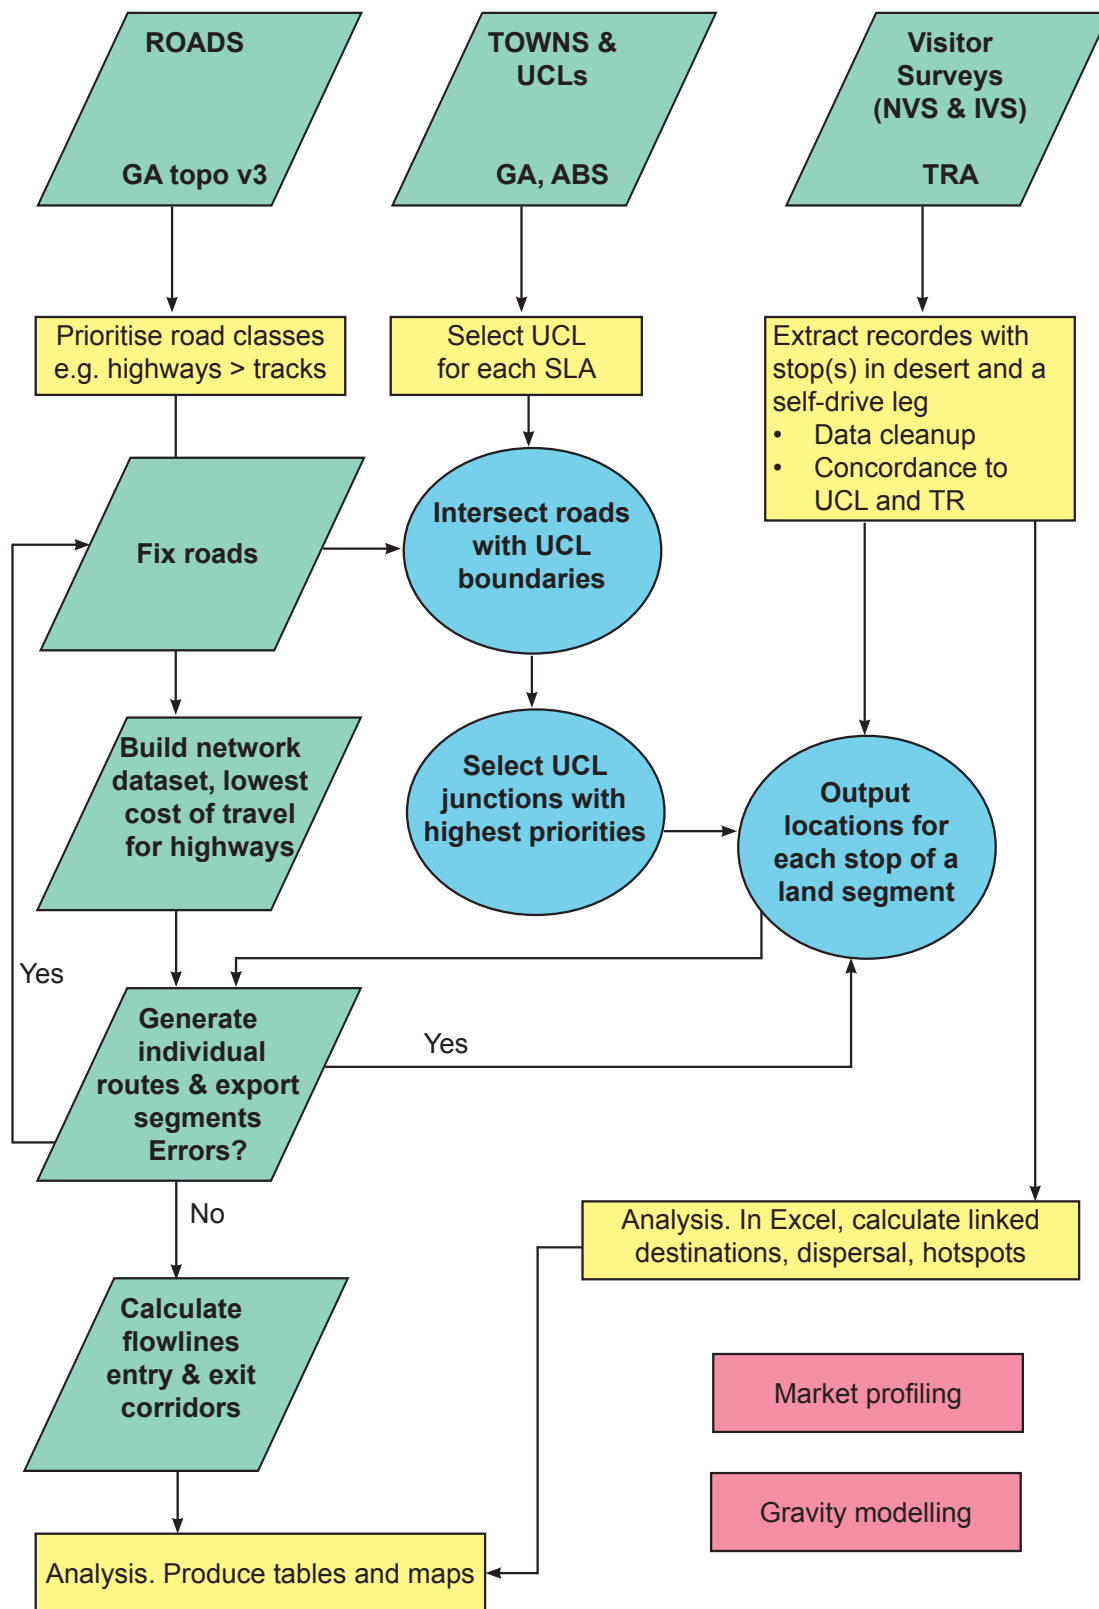 ROADS
GA topo v3
TOWNS &
UCLs
GA, ABS
Visitor
Surveys
(NVS & IVS)
TRA
Prioritise road classes
e.g. highways > tracks
Select UCL
for each SLA
Extract recordes with
stop(s) in desert and a
self-drive leg
• Data cleanup
• Concordance to
UCL and TR
Fix roads
Intersect roads
with UCL
boundaries
Build network
dataset, lowest
cost of travel
for highways
Select UCL
junctions with
highest priorities
Output
locations for
each stop of a
land segment
Yes
Generate
individual
routes & export
segments
Errors?
Yes
No
Analysis. In Excel, calculate linked
destinations, dispersal, hotspots
Calculate
flowlines
entry & exit
corridors
Market profiling
Gravity modelling
Analysis. Produce tables and maps